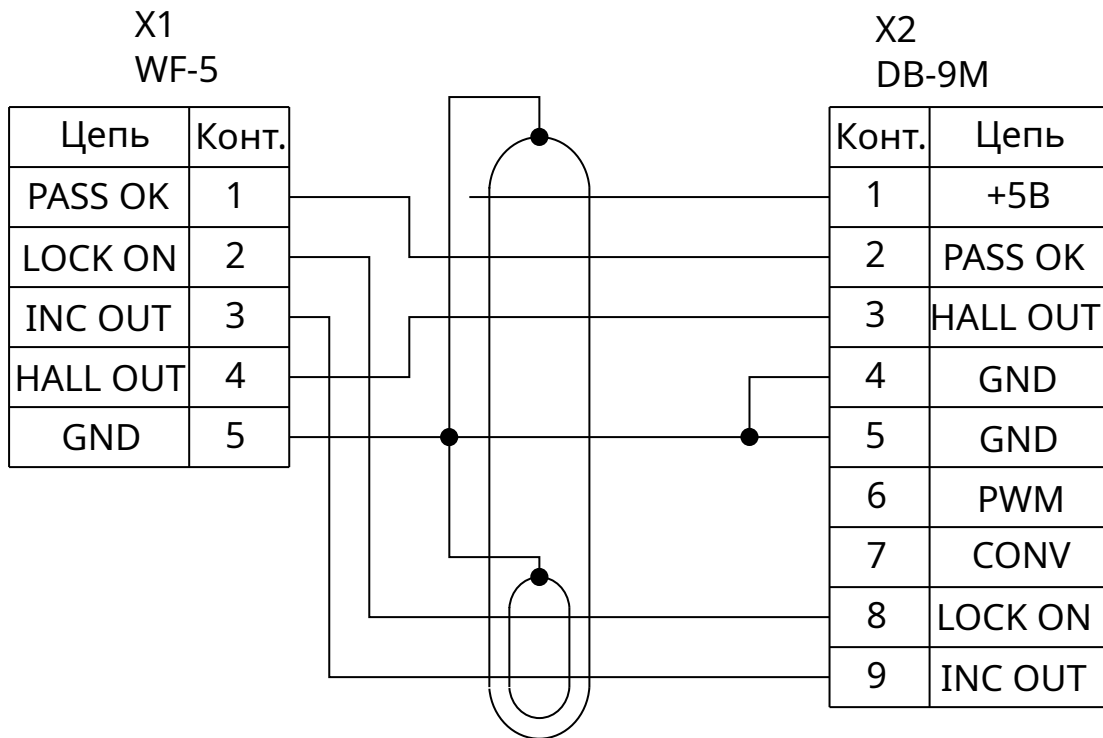 X1
WF-5
Цепь Конт.
PASS OK 1
LOCK ON 2
INC OUT 3
HALL OUT 4
GND 5
X2
DB-9M
Конт. Цепь
1 +5В
2 PASS OK
3 HALL OUT
4 GND
5 GND
6 PWM
7 CONV
8 LOCK ON
9 INC OUT